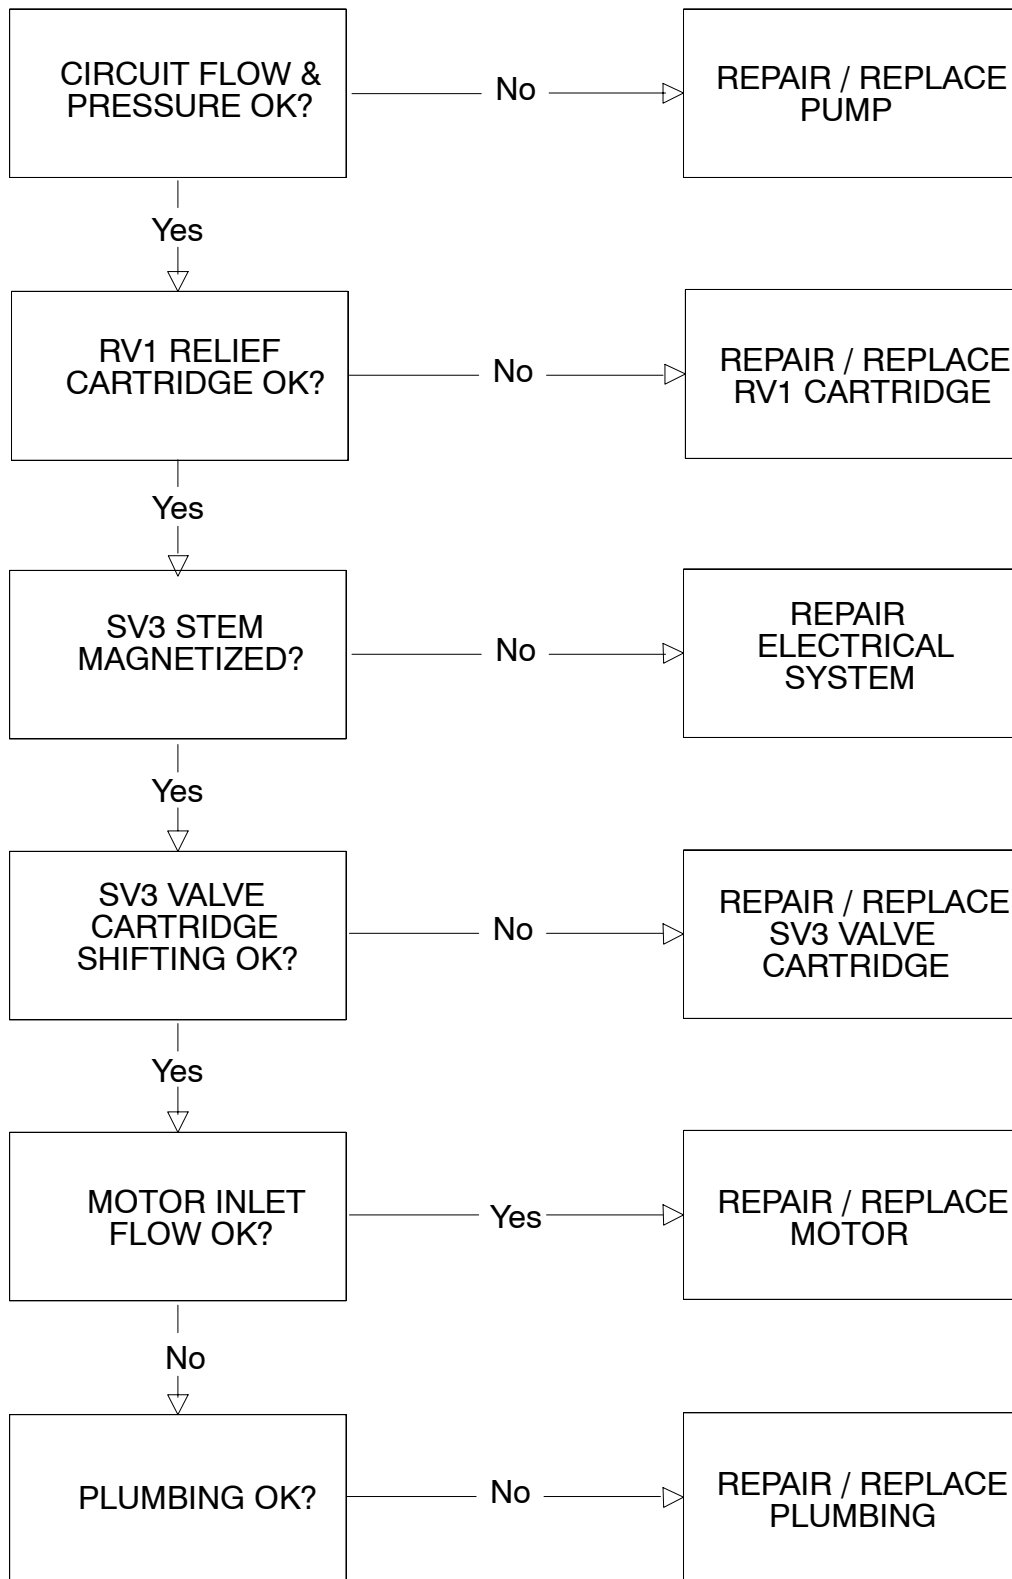 CIRCUIT FLOW &
PRESSURE OK?
No
REPAIR / REPLACE
PUMP
Yes
RV1 RELIEF
CARTRIDGE OK?
No
REPAIR / REPLACE
RV1 CARTRIDGE
Yes
SV3 STEM
MAGNETIZED?
No
REPAIR
ELECTRICAL
SYSTEM
Yes
SV3 VALVE
CARTRIDGE
SHIFTING OK?
No
REPAIR / REPLACE
SV3 VALVE
CARTRIDGE
Yes
MOTOR INLET
FLOW OK?
Yes
REPAIR / REPLACE
MOTOR
No
PLUMBING OK?
No
REPAIR / REPLACE
PLUMBING